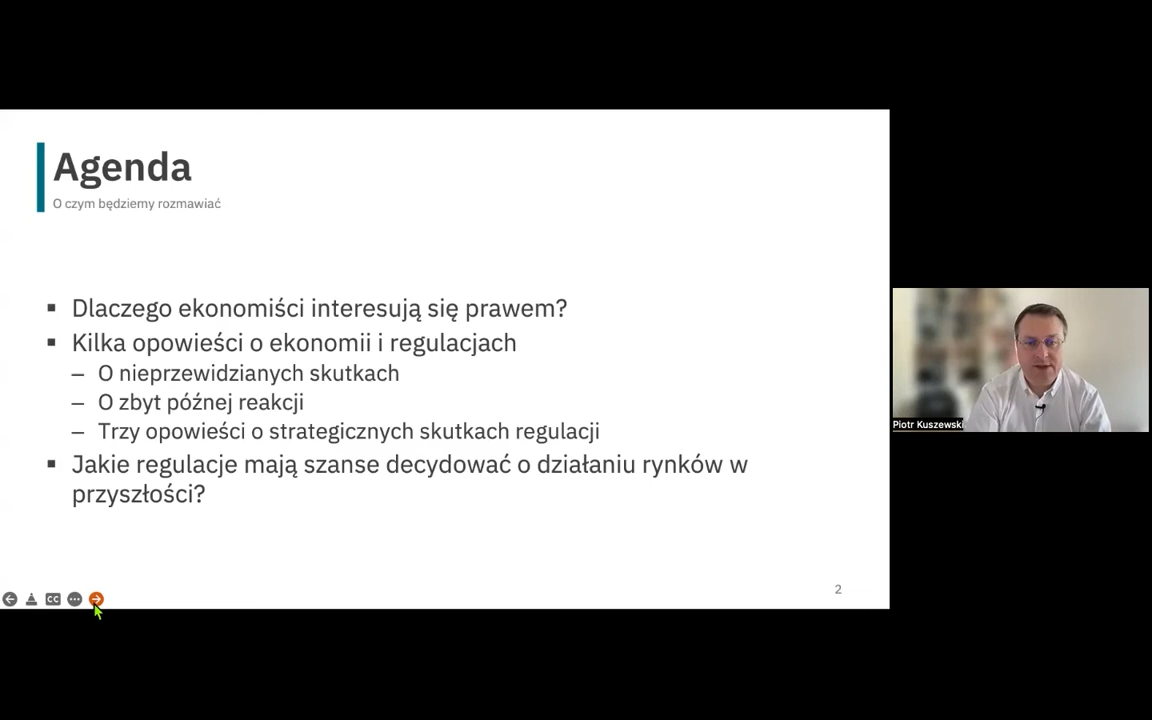 Agenda
O czym będziemy rozmawiać
▪ Dlaczego ekonomiści interesują się prawem?
▪ Kilka opowieści o ekonomii i regulacjach
– O nieprzewidzianych skutkach
– O zbyt późnej reakcji
– Trzy opowieści o strategicznych skutkach regulacji
▪ Jakie regulacje mają szanse decydować o działaniu rynków w
przyszłości?
CC
2
Piotr Kuszewski